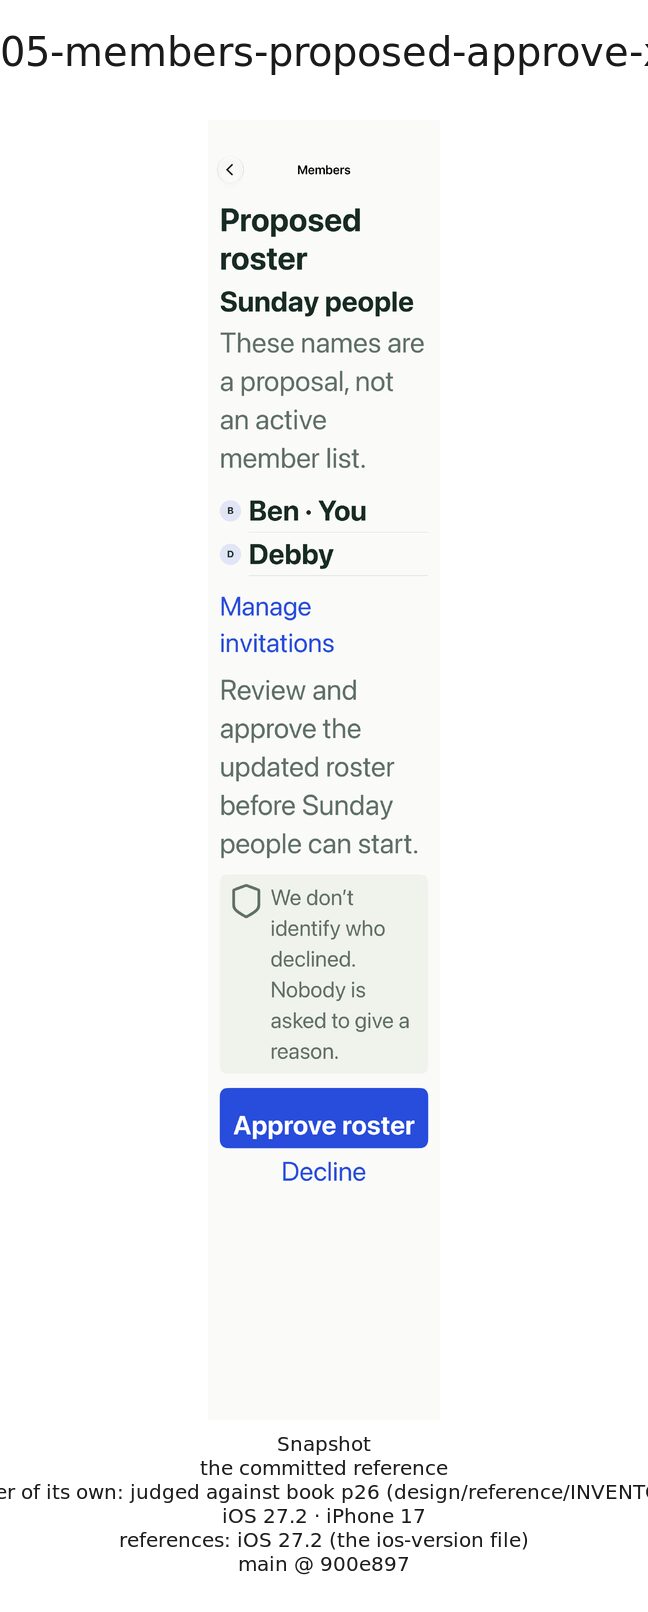 05-members-proposed-approve-x
Members
Proposed
roster
Sunday people
These names are
a proposal, not
an active
member list.
B Ben · You
D Debby
Manage
invitations
Review and
approve the
updated roster
before Sunday
people can start.
We don’t
identify who
declined.
Nobody is
asked to give a
reason.
Approve roster
Decline
Snapshot
the committed reference
er of its own: judged against book p26 (design/reference/INVENTO
iOS 27.2 · iPhone 17
references: iOS 27.2 (the ios-version file)
main @ 900e897